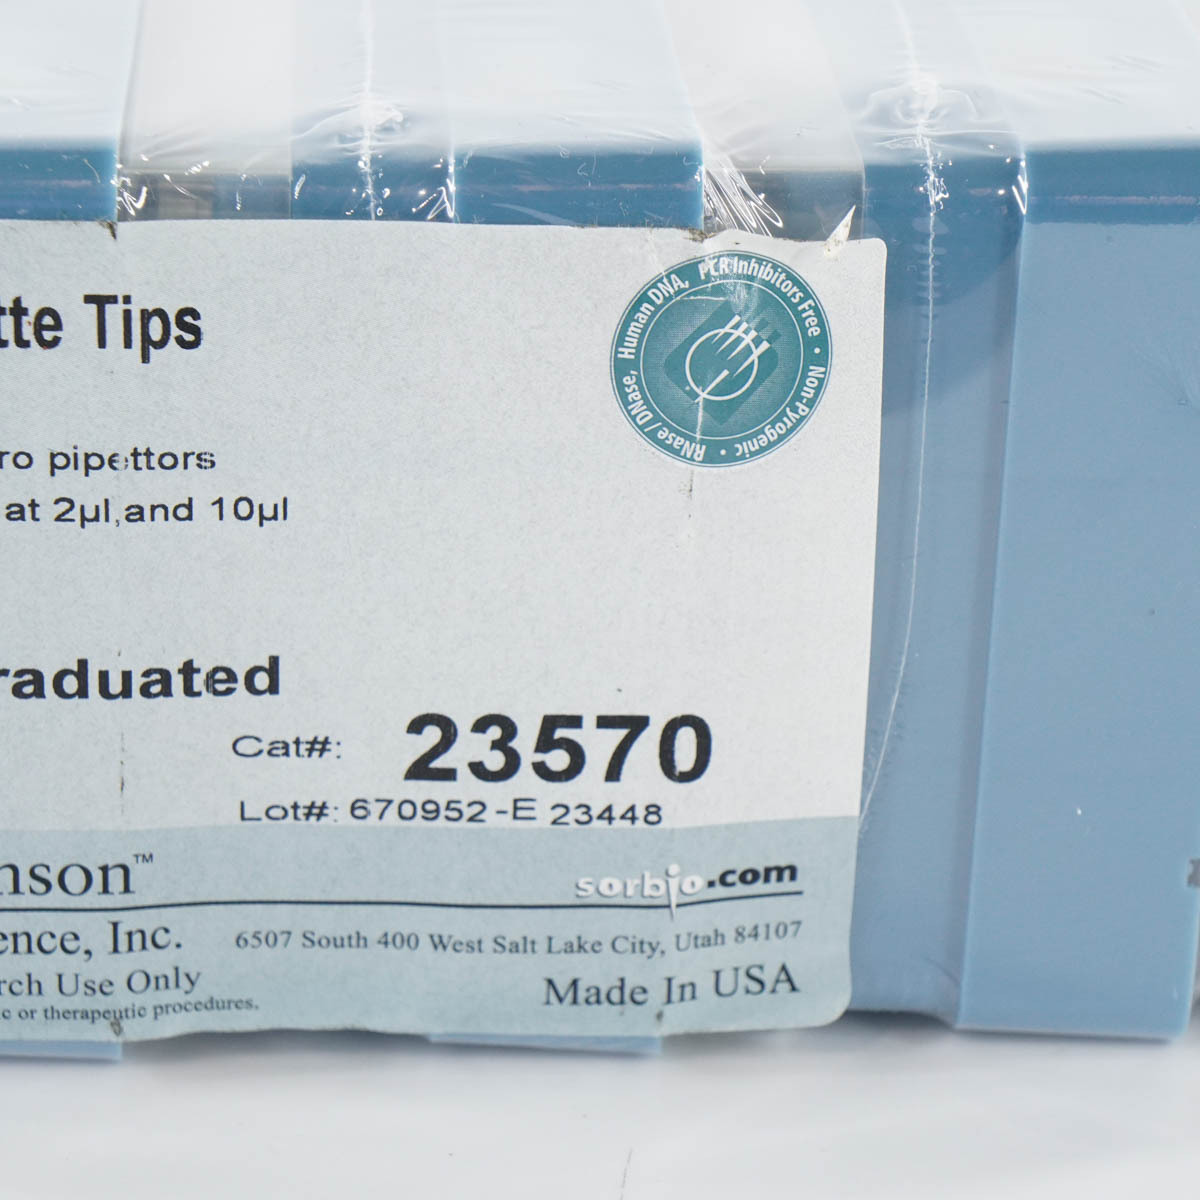 tte Tips
RNase / DNase, Human DNA, PCR Inhibitors Free • Non-Pyrogenic •
ro pipettors
at 2µl,and 10µl
raduated
Cat#: 23570
Lot#: 670952-E 23448
nson™
sorbio.com
ence, Inc.
6507 South 400 West Salt Lake City, Utah 84107
rch Use Only
Made In USA
c or therapeutic procedures.